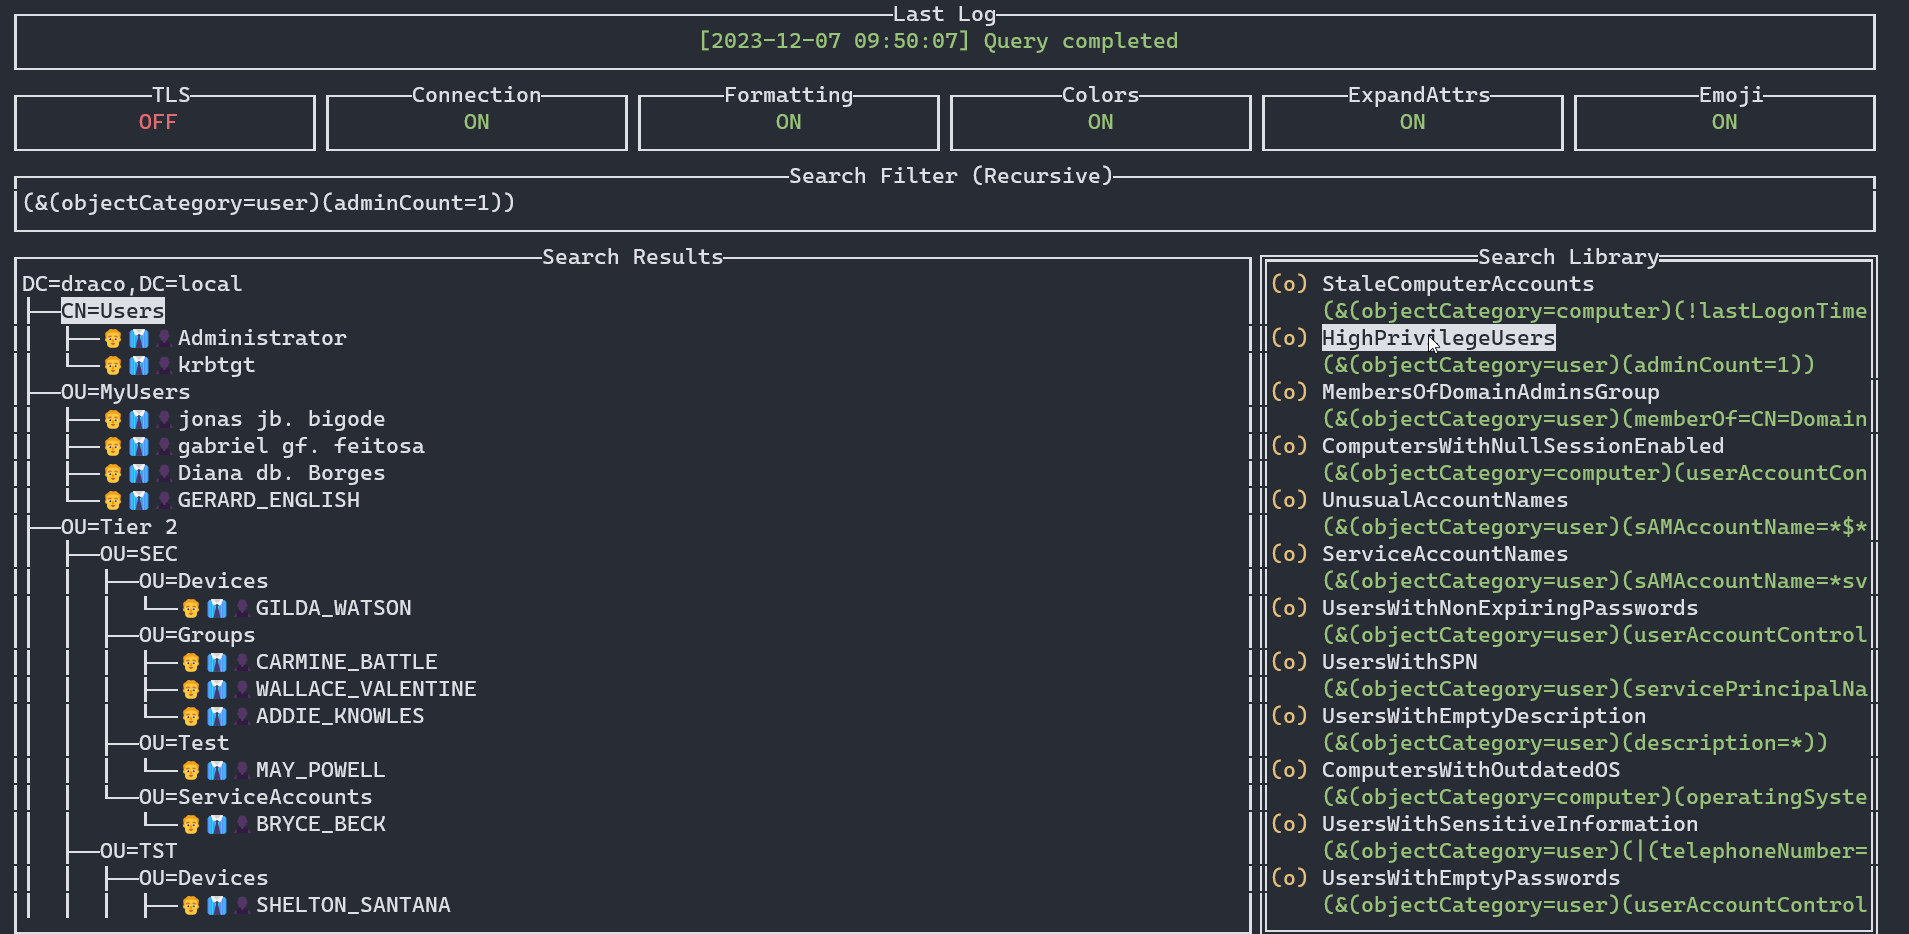 Last Log
[2023-12-07 09:50:07] Query completed
TLS Connection Formatting Colors ExpandAttrs Emoji
OFF ON ON ON ON ON
Search Filter (Recursive)
(&(objectCategory=user)(adminCount=1))
Search Results
DC=draco,DC=local
CN=Users
Administrator
krbtgt
OU=MyUsers
jonas jb. bigode
gabriel gf. feitosa
Diana db. Borges
GERARD_ENGLISH
OU=Tier 2
OU=SEC
OU=Devices
GILDA_WATSON
OU=Groups
CARMINE_BATTLE
WALLACE_VALENTINE
ADDIE_KNOWLES
OU=Test
MAY_POWELL
OU=ServiceAccounts
BRYCE_BECK
OU=TST
OU=Devices
SHELTON_SANTANA
Search Library
(o) StaleComputerAccounts
(&(objectCategory=computer)(!lastLogonTime
(o) HighPrivilegeUsers
(&(objectCategory=user)(adminCount=1))
(o) MembersOfDomainAdminsGroup
(&(objectCategory=user)(memberOf=CN=Domain
(o) ComputersWithNullSessionEnabled
(&(objectCategory=computer)(userAccountCon
(o) UnusualAccountNames
(&(objectCategory=user)(sAMAccountName=*$*
(o) ServiceAccountNames
(&(objectCategory=user)(sAMAccountName=*sv
(o) UsersWithNonExpiringPasswords
(&(objectCategory=user)(userAccountControl
(o) UsersWithSPN
(&(objectCategory=user)(servicePrincipalNa
(o) UsersWithEmptyDescription
(&(objectCategory=user)(description=*))
(o) ComputersWithOutdatedOS
(&(objectCategory=computer)(operatingSyste
(o) UsersWithSensitiveInformation
(&(objectCategory=user)(|(telephoneNumber=
(o) UsersWithEmptyPasswords
(&(objectCategory=user)(userAccountControl